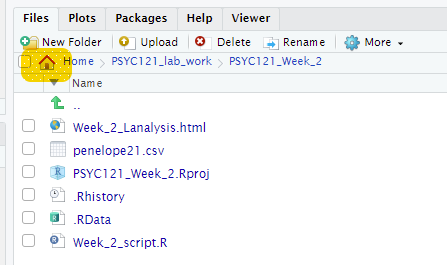 Files Plots Packages Help Viewer
New Folder Upload Delete Rename More
Home PSYC121_lab_work PSYC121_Week_2
Name
..
Week_2_Lanalysis.html
penelope21.csv
PSYC121_Week_2.Rproj
.Rhistory
.RData
Week_2_script.R